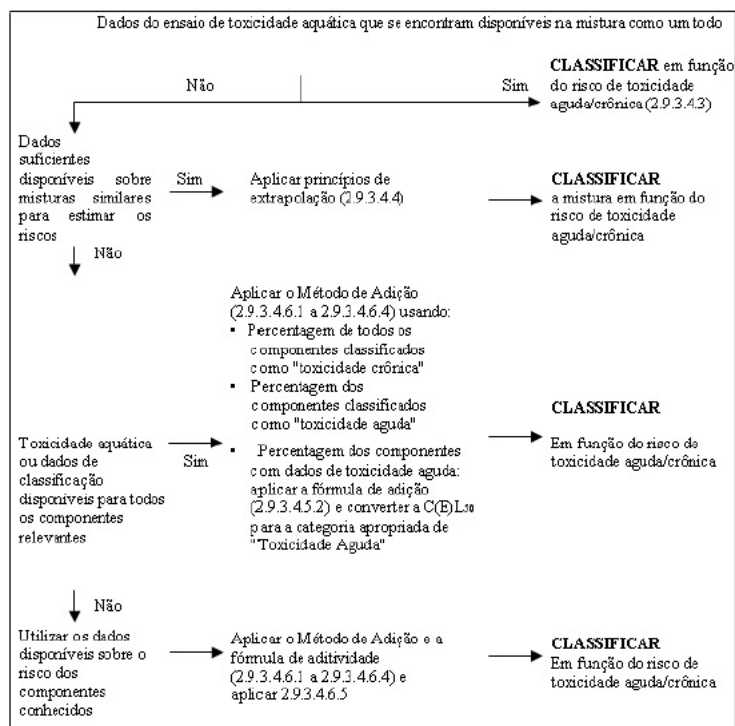 Dados do ensaio de toxicidade aquática que se encontram disponíveis na mistura como um todo
Não
Sim
CLASSIFICAR em função
do risco de toxicidade
aguda/crônica (2.9.3.4.3)
Dados
suficientes
disponíveis sobre
misturas similares
para estimar os
riscos
Sim
Aplicar princípios de
extrapolação (2.9.3.4.4)
CLASSIFICAR
a mistura em função do
risco de toxicidade
aguda/crônica
Não
Aplicar o Método de Adição
(2.9.3.4.6.1 a 2.9.3.4.6.4) usando:
▪ Percentagem de todos os
componentes classificados
como "toxicidade crônica"
▪ Percentagem dos
componentes classificados
como "toxicidade aguda"
▪ Percentagem dos componentes
com dados de toxicidade aguda:
aplicar a fórmula de adição
(2.9.3.4.5.2) e converter a C(E)L50
para a categoria apropriada de
"Toxicidade Aguda"
Toxicidade aquática
ou dados de
classificação
disponíveis para todos
os componentes
relevantes
Sim
CLASSIFICAR
Em função do risco de
toxicidade aguda/crônica
Não
Utilizar os dados
disponíveis sobre o
risco dos
componentes
conhecidos
Aplicar o Método de Adição e a
fórmula de aditividade
(2.9.3.4.6.1 a 2.9.3.4.6.4) e
aplicar 2.9.3.4.6.5
CLASSIFICAR
Em função do risco de
toxicidade aguda/crônica